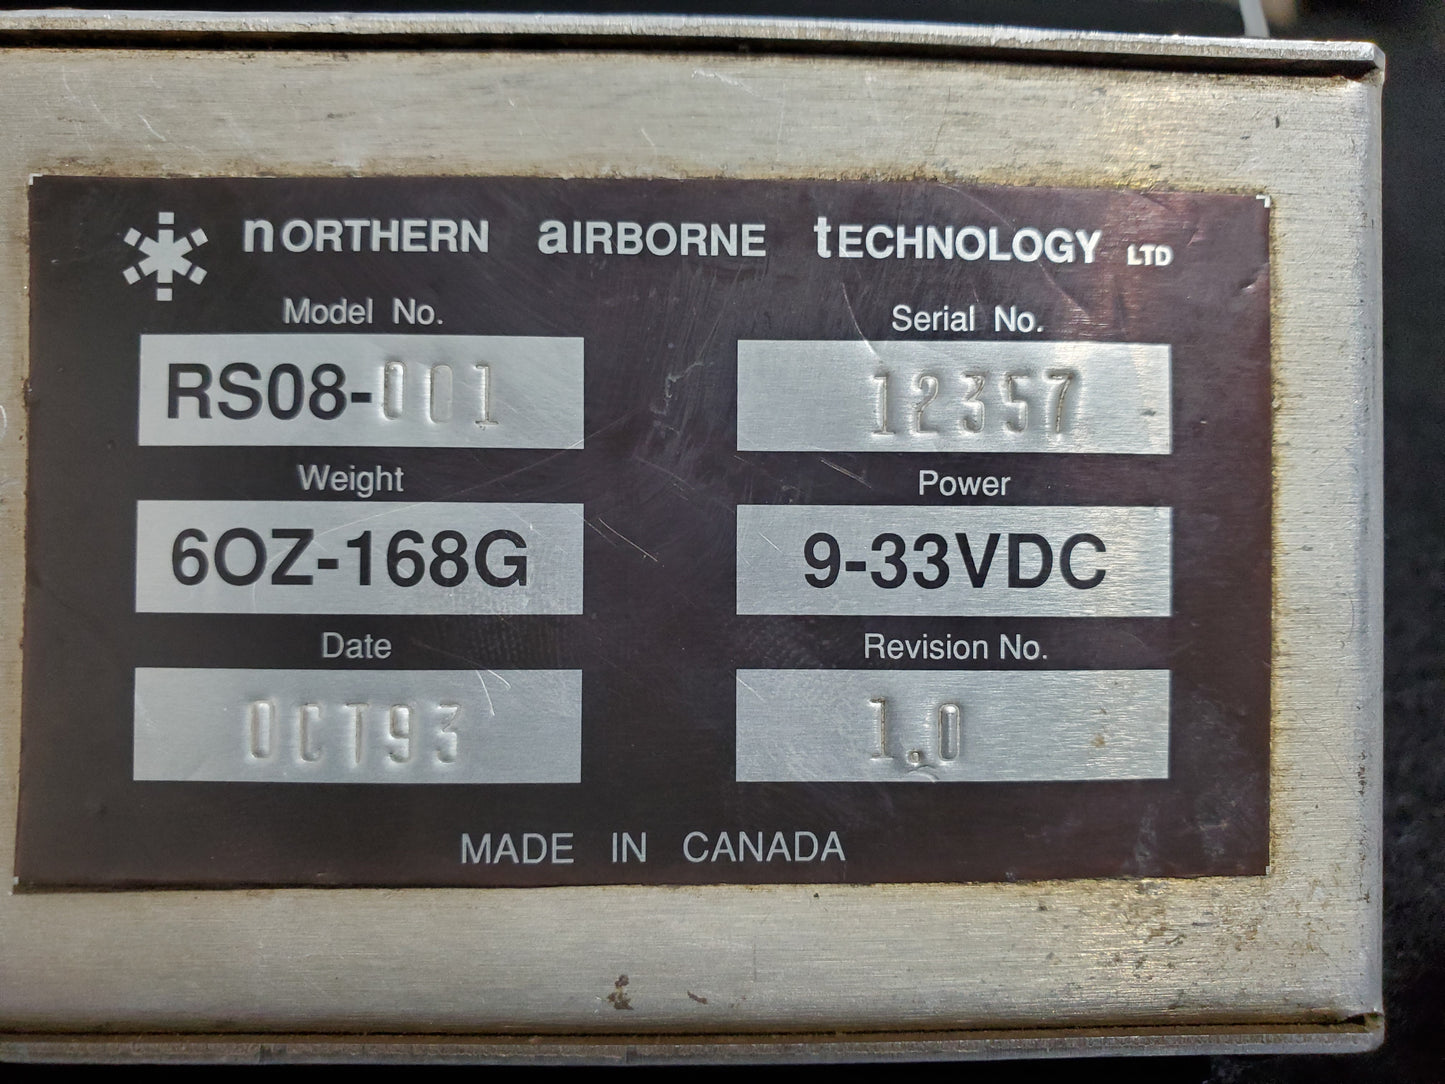 nORTHERN aIRBORNE tECHNOLOGY LTD
Model No.
RS08-001
Serial No.
12357
Weight
6OZ-168G
Power
9-33VDC
Date
OCT93
Revision No.
1.0
MADE IN CANADA